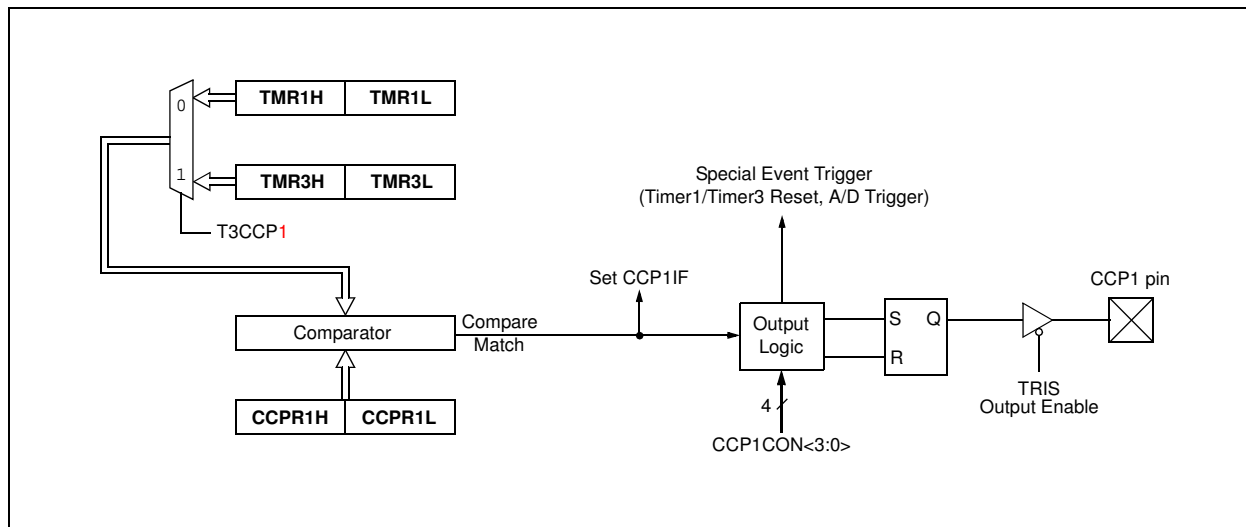 0
TMR1H TMR1L
1
TMR3H TMR3L
T3CCP1
Special Event Trigger
(Timer1/Timer3 Reset, A/D Trigger)
Set CCP1IF
CCP1 pin
Comparator
Compare
Match
Output
Logic
S Q
R
TRIS
Output Enable
CCPR1H CCPR1L
4
CCP1CON<3:0>